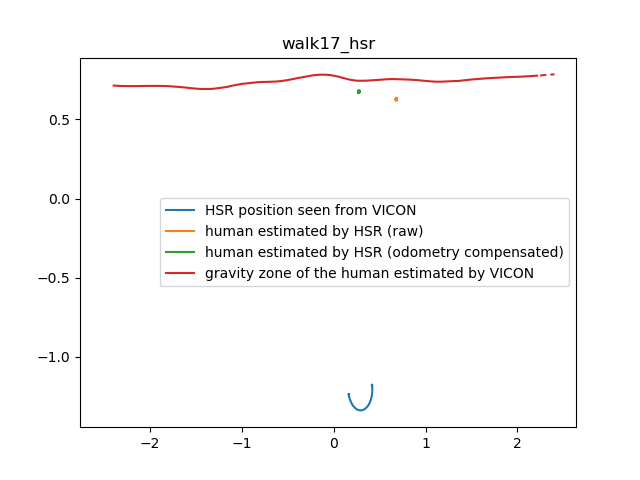 walk17_hsr
0.5
0.0
−0.5
−1.0
HSR position seen from VICON
human estimated by HSR (raw)
human estimated by HSR (odometry compensated)
gravity zone of the human estimated by VICON
−2 −1 0 1 2